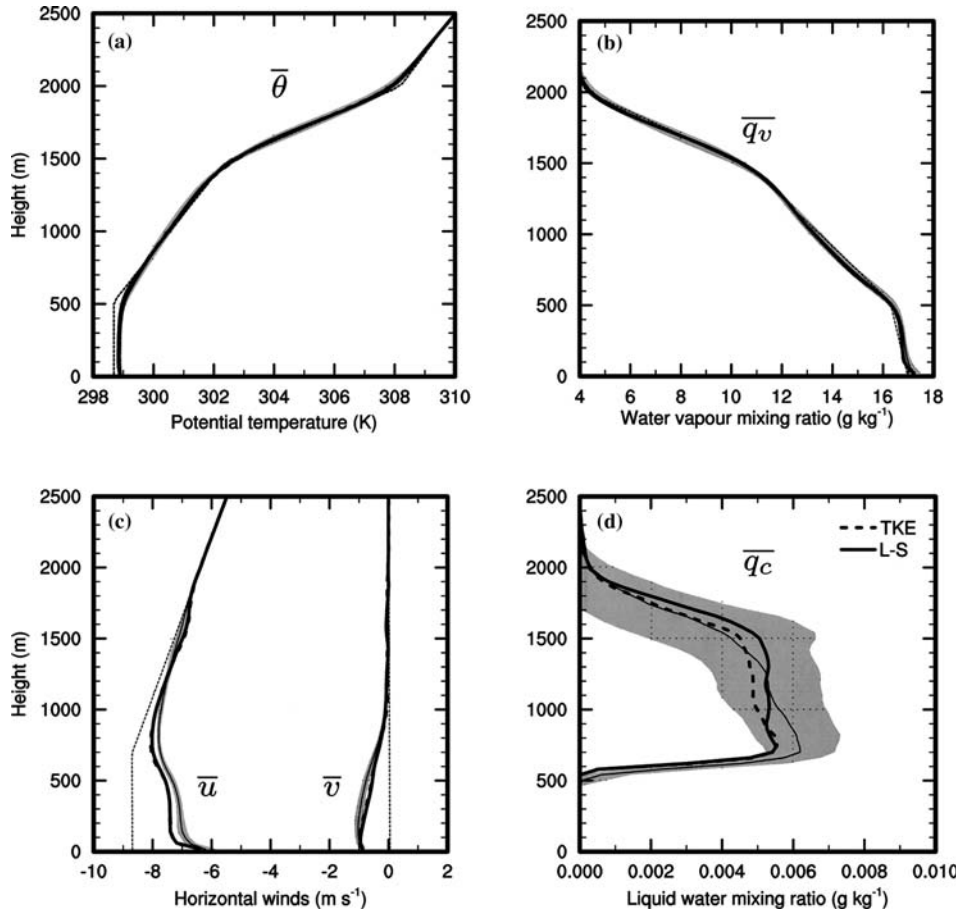 (a)
θ
2500
2000
1500
1000
500
0
Height (m)
298 300 302 304 306 308 310
Potential temperature (K)
(b)
q_v
2500
2000
1500
1000
500
0
4 6 8 10 12 14 16 18
Water vapour mixing ratio (g kg⁻¹)
(c)
u
v
2500
2000
1500
1000
500
0
Height (m)
-10 -8 -6 -4 -2 0 2
Horizontal winds (m s⁻¹)
(d)
q_c
TKE
L-S
2500
2000
1500
1000
500
0
0.000 0.002 0.004 0.006 0.008 0.010
Liquid water mixing ratio (g kg⁻¹)